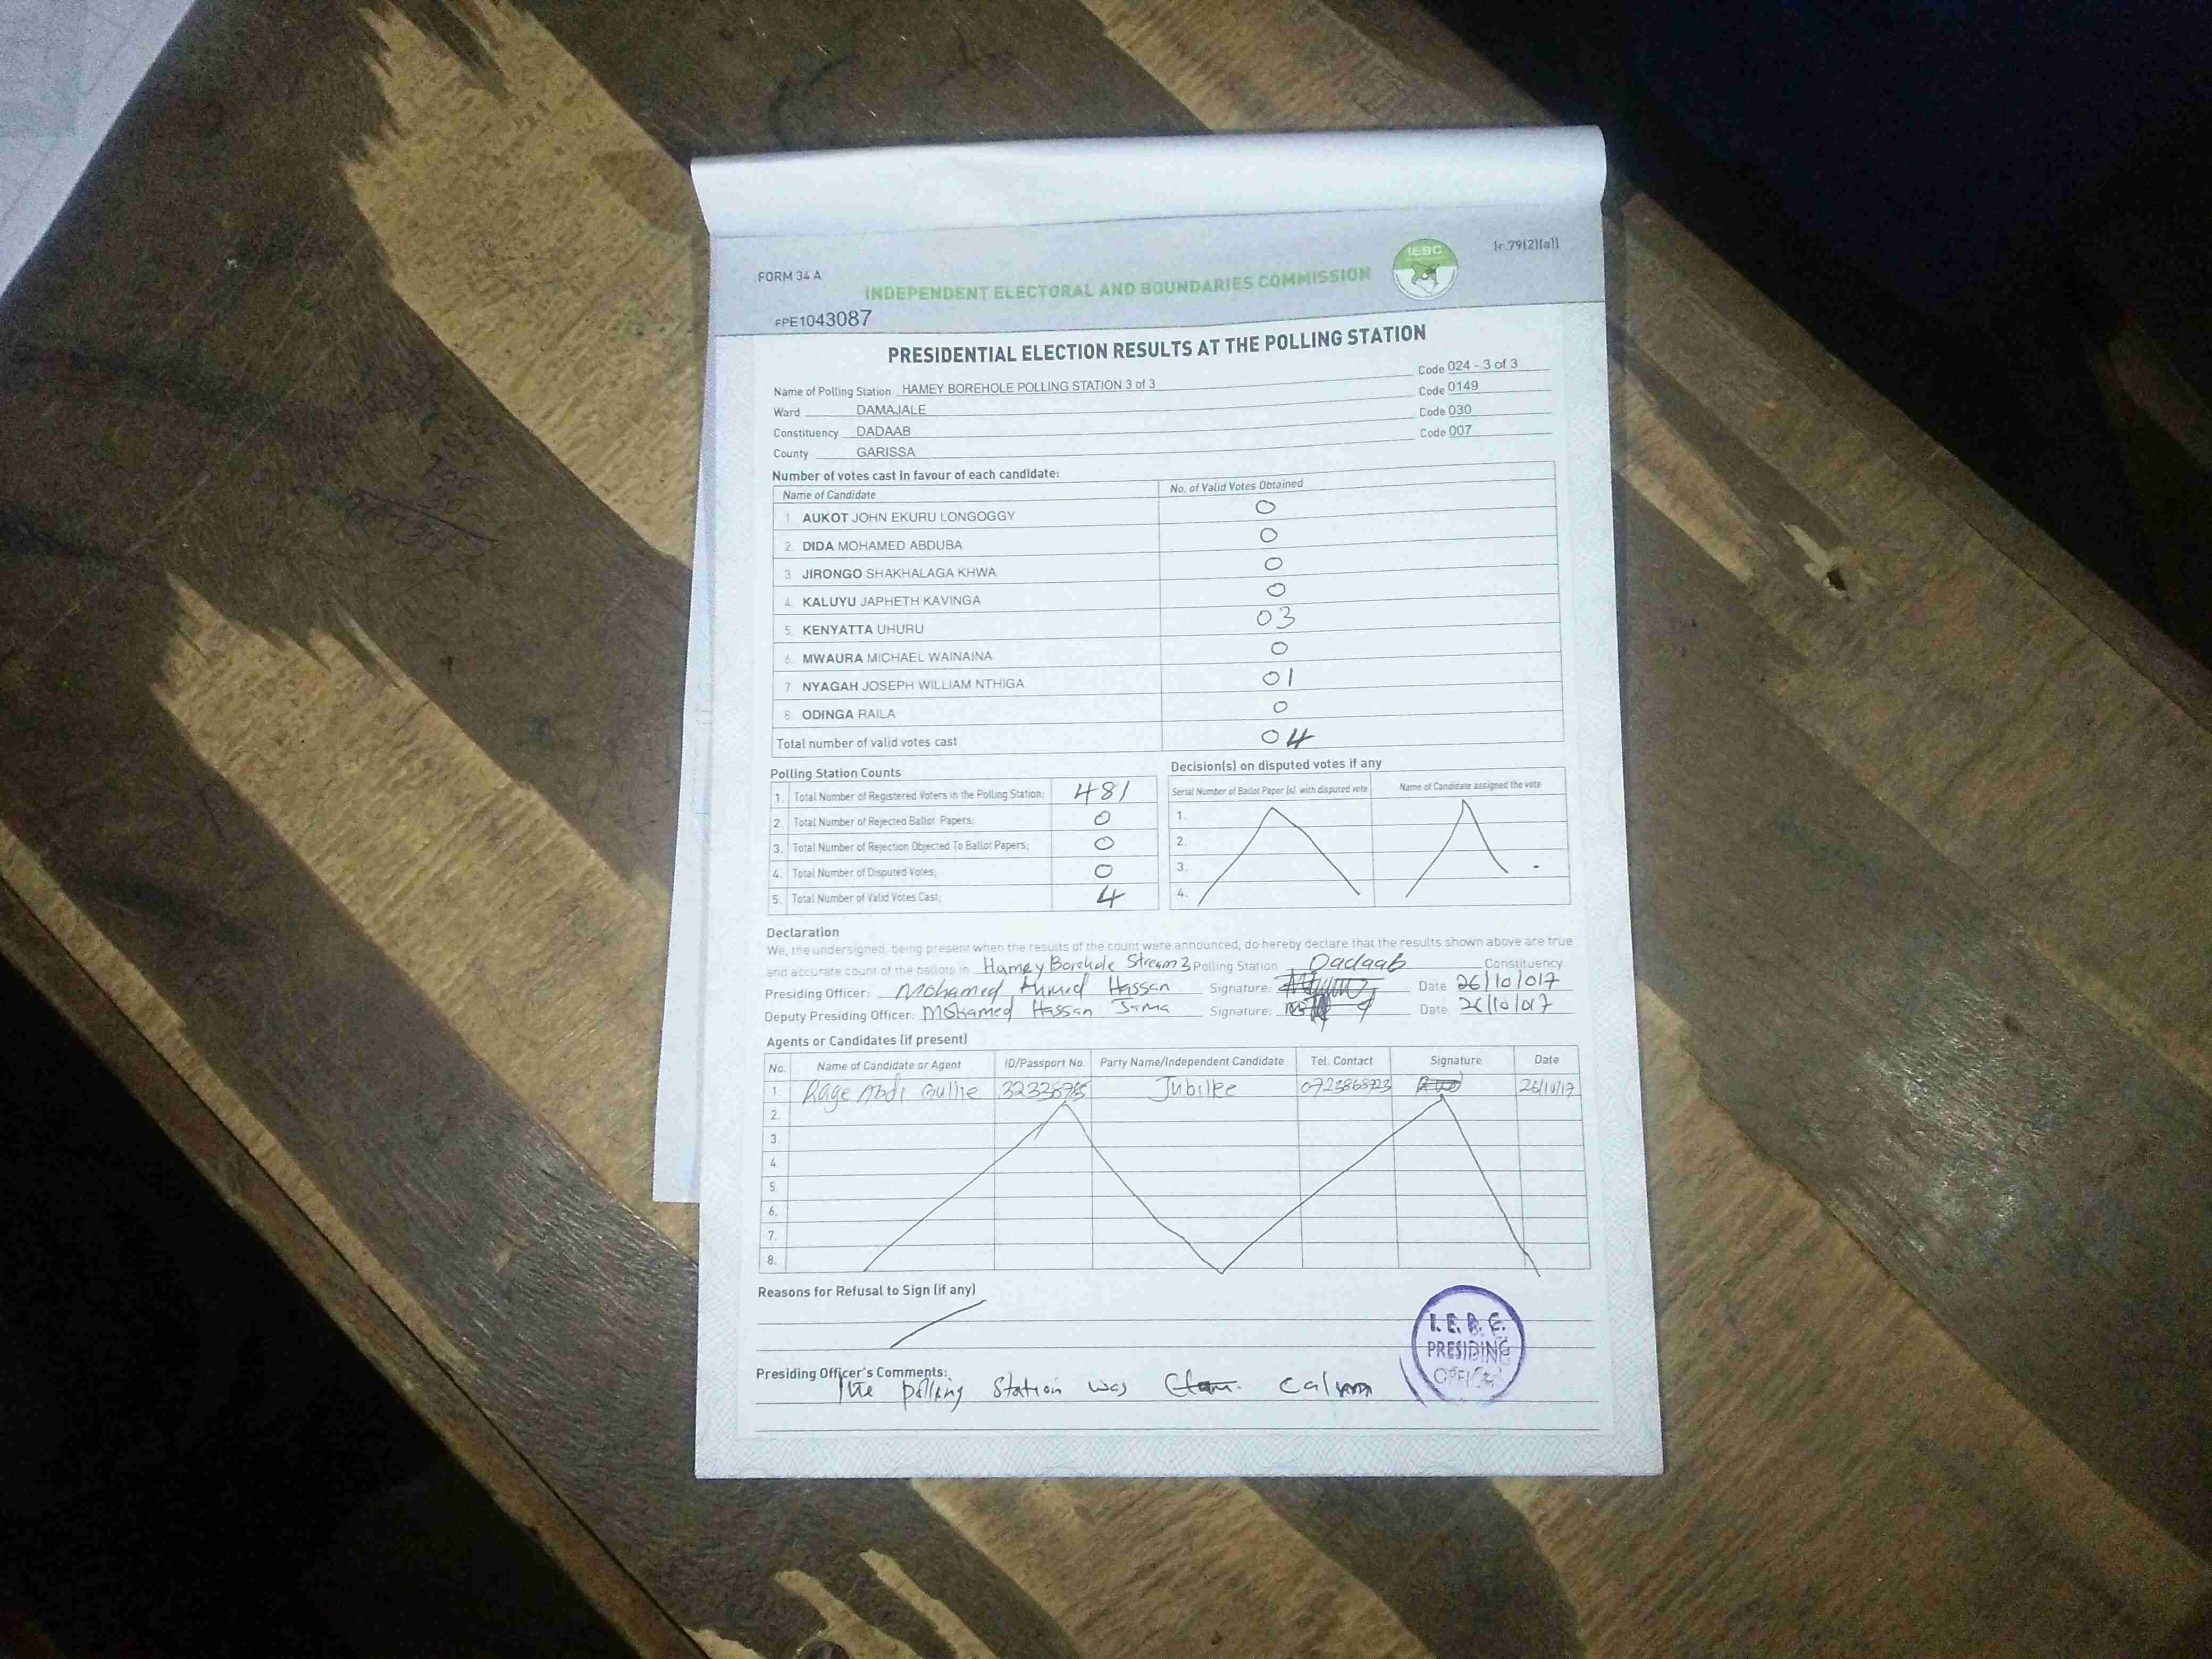 FORM 34 A
INDEPENDENT ELECTORAL AND BOUNDARIES COMMISSION
IEBC
(r.79(2)(a))
FPE1043087
PRESIDENTIAL ELECTION RESULTS AT THE POLLING STATION
Name of Polling Station HAMEY BOREHOLE POLLING STATION 3 of 3 Code 024 - 3 of 3
Ward DAMAJALE Code 0149
Constituency DADAAB Code 030
County GARISSA Code 007
Number of votes cast in favour of each candidate:
Name of Candidate No. of Valid Votes Obtained
1. AUKOT JOHN EKURU LONGOGGY 0
2. DIDA MOHAMED ABDUBA 0
3. JIRONGO SHAKHALAGA KHWA 0
4. KALUYU JAPHETH KAVINGA 0
5. KENYATTA UHURU 03
6. MWAURA MICHAEL WAINAINA 0
7. NYAGAH JOSEPH WILLIAM NTHIGA 01
8. ODINGA RAILA 0
Total number of valid votes cast 04
Polling Station Counts
1. Total Number of Registered Voters in the Polling Station; 481
2. Total Number of Rejected Ballot Papers; 0
3. Total Number of Rejection Objected To Ballot Papers; 0
4. Total Number of Disputed Votes; 0
5. Total Number of Valid Votes Cast; 4
Decision(s) on disputed votes if any
Serial Number of Ballot Paper (s) with disputed vote Name of Candidate assigned the vote
1.
2.
3. -
4.
Declaration
We, the undersigned, being present when the results of the count were announced, do hereby declare that the results shown above are true
and accurate count of the ballots in Hamey Borehole Stream 3 Polling Station Dadaab Constituency
Presiding Officer: Mohamed Ahmed Hassan Signature: Date 26/10/017
Deputy Presiding Officer: Mohamed Hassan Jama Signature: Date 26/10/017
Agents or Candidates (if present)
No. Name of Candidate or Agent ID/Passport No. Party Name/Independent Candidate Tel. Contact Signature Date
1. Rage Abdi Jubilee 26/10/17
2.
3.
4.
5.
6.
7.
8.
Reasons for Refusal to Sign (if any)
I.E.B.C.
PRESIDING
OFFICER
Presiding Officer's Comments:
The polling Station was calm